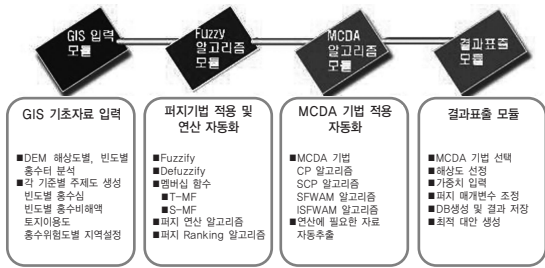 GIS 입력
모듈
Fuzzy
알고리즘
모듈
MCDA
알고리즘
모듈
결과표출
모듈
GIS 기초자료 입력
■DEM 해상도별, 빈도별
홍수터 분석
■각 기준별 주제도 생성
빈도별 홍수심
빈도별 홍수비해액
토지이용도
홍수위험도별 지역설정
퍼지기법 적용 및
연산 자동화
■Fuzzify
■Defuzzify
■멤버십 함수
■T-MF
■S-MF
■퍼지 연산 알고리즘
■퍼지 Ranking 알고리즘
MCDA 기법 적용
자동화
■MCDA 기법
CP 알고리즘
SCP 알고리즘
SFWAM 알고리즘
ISFWAM 알고리즘
■연산에 필요한 자료
자동추출
결과표출 모듈
■MCDA 기법 선택
■해상도 선정
■가중치 입력
■퍼지 매개변수 조정
■DB생성 및 결과 저장
■최적 대안 생성